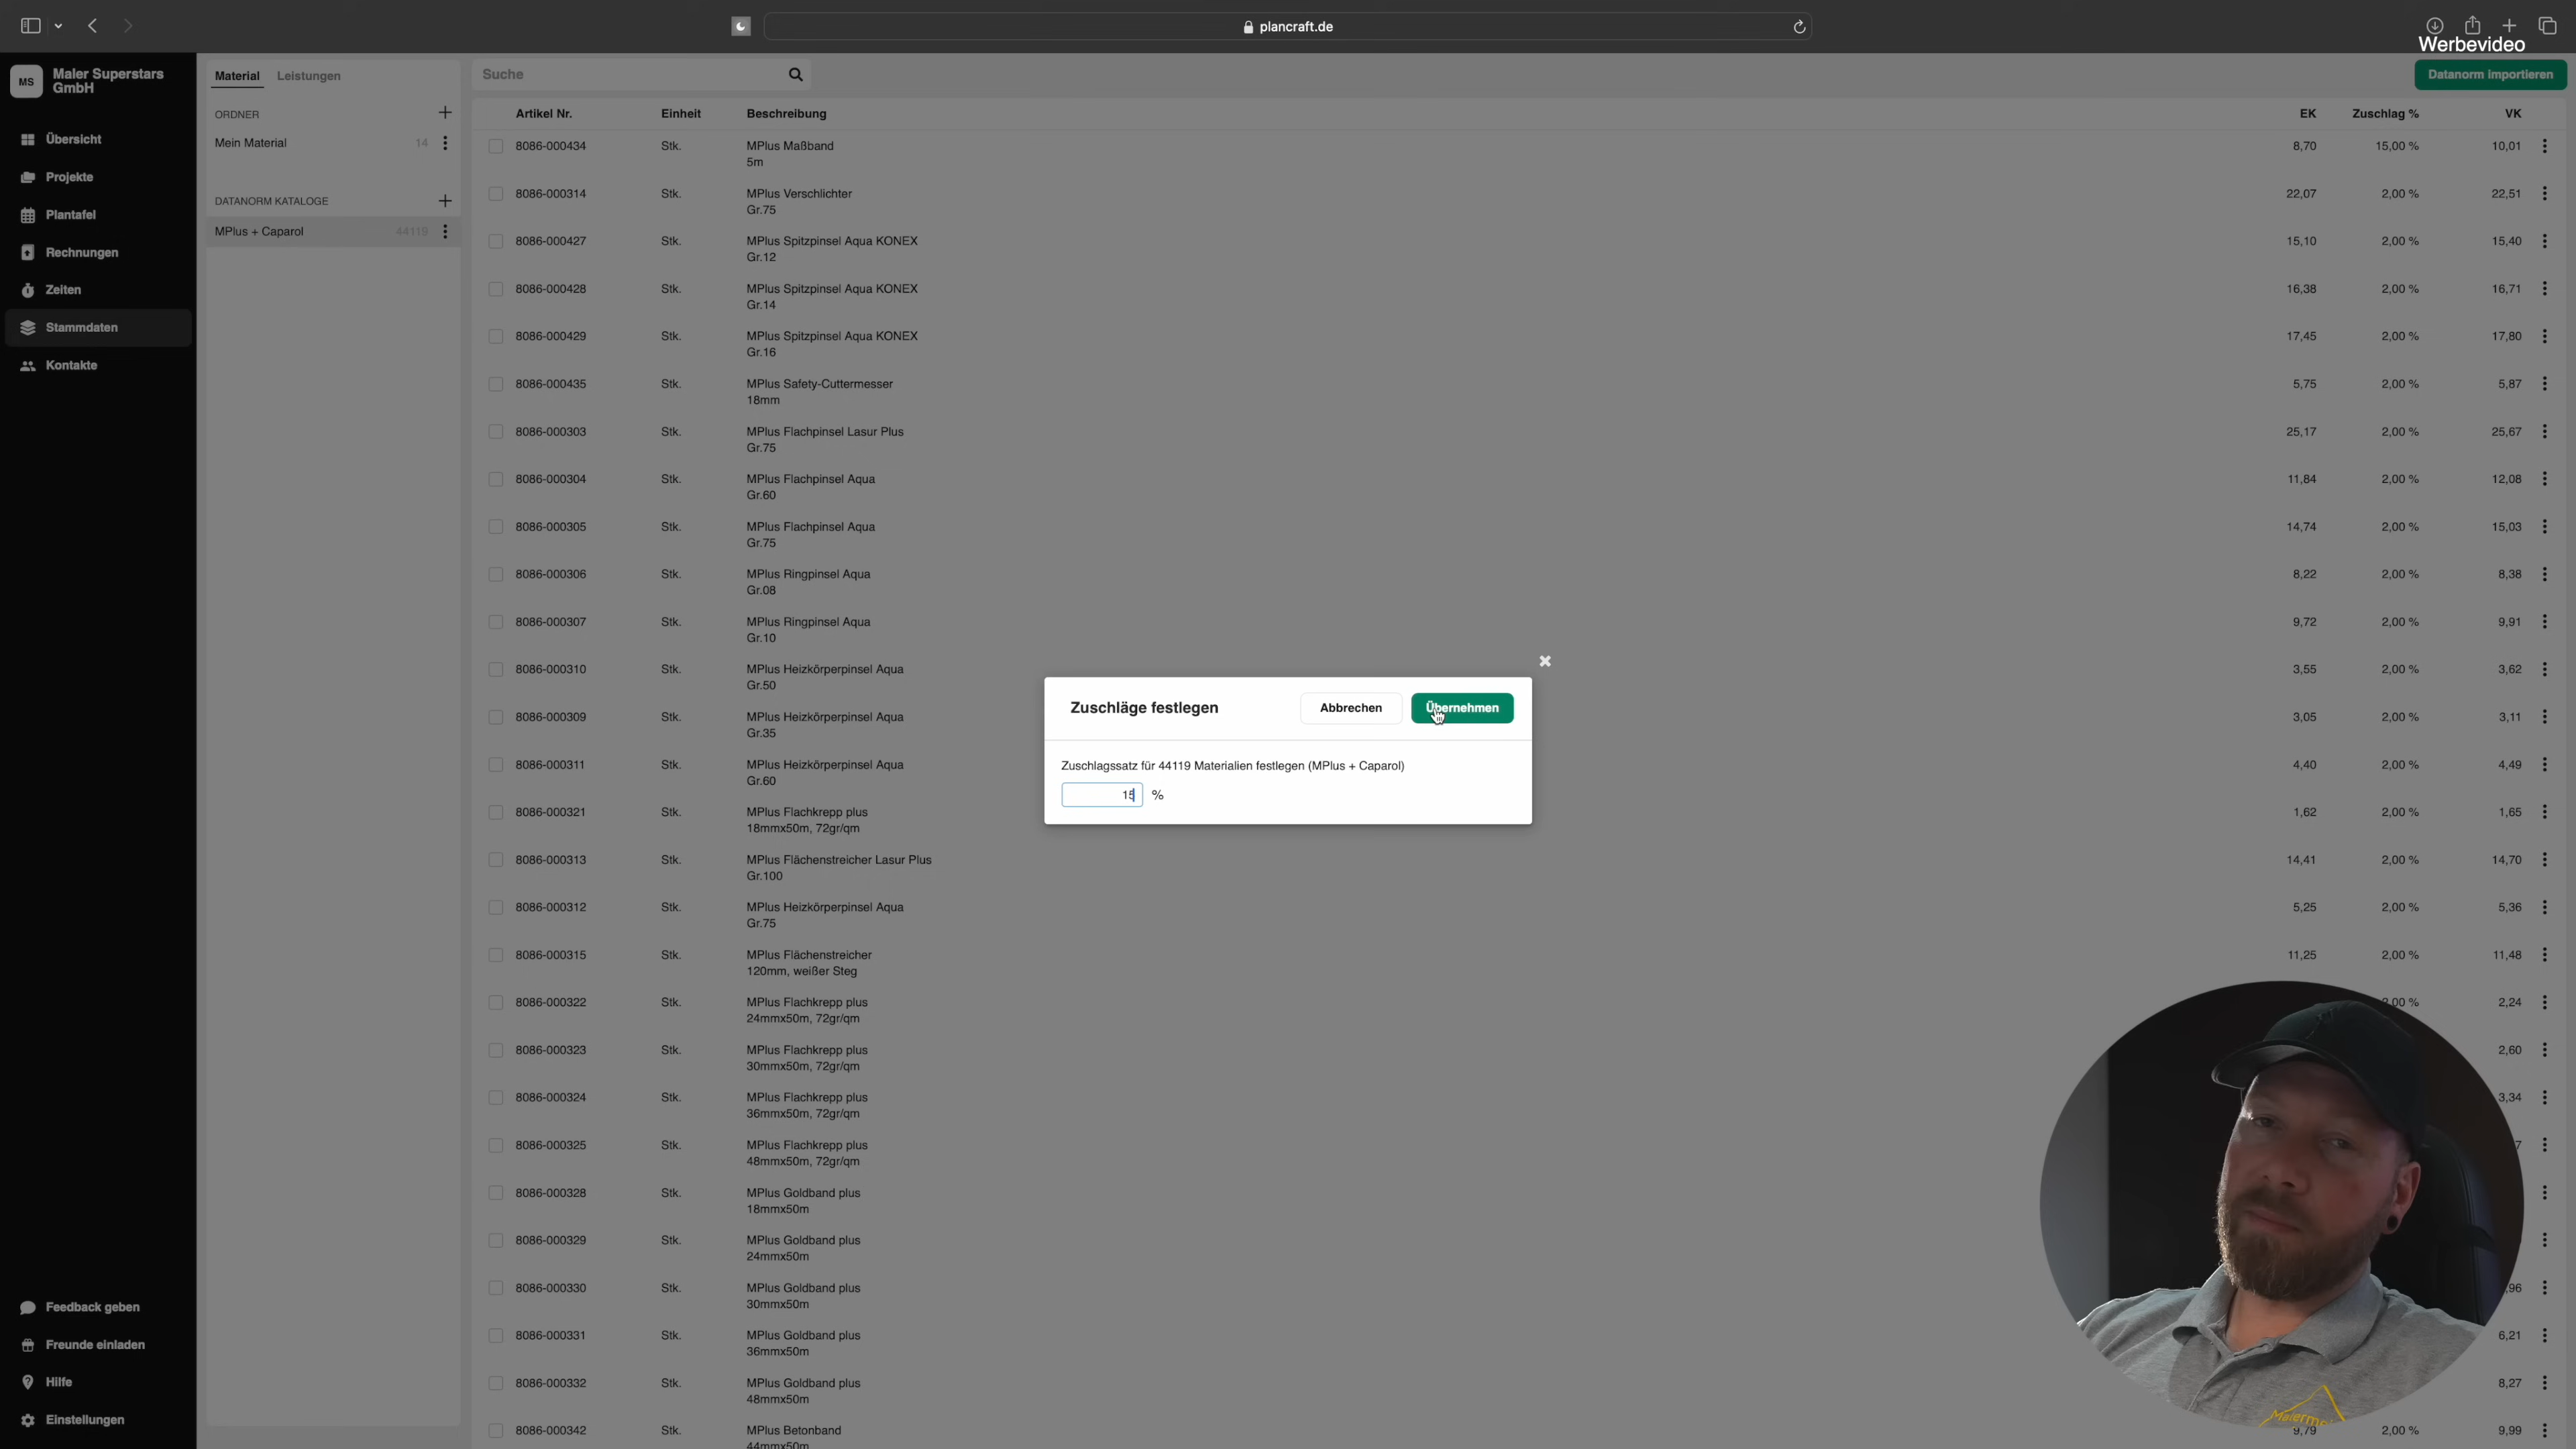 plancraft.de
Werbevideo
MS
Maler Superstars
GmbH
Übersicht
Projekte
Plantafel
Rechnungen
Zeiten
Stammdaten
Kontakte
Feedback geben
Freunde einladen
Hilfe
Einstellungen
Material Leistungen
ORDNER
Mein Material 14
DATANORM KATALOGE
MPlus + Caparol 44119
Suche
Datanorm importieren
Artikel Nr. Einheit Beschreibung EK Zuschlag % VK
8086-000434 Stk. MPlus Maßband 8,70 15,00 % 10,01
5m
8086-000314 Stk. MPlus Verschlichter 22,07 2,00 % 22,51
Gr.75
8086-000427 Stk. MPlus Spitzpinsel Aqua KONEX 15,10 2,00 % 15,40
Gr.12
8086-000428 Stk. MPlus Spitzpinsel Aqua KONEX 16,38 2,00 % 16,71
Gr.14
8086-000429 Stk. MPlus Spitzpinsel Aqua KONEX 17,45 2,00 % 17,80
Gr.16
8086-000435 Stk. MPlus Safety-Cuttermesser 5,75 2,00 % 5,87
18mm
8086-000303 Stk. MPlus Flachpinsel Lasur Plus 25,17 2,00 % 25,67
Gr.75
8086-000304 Stk. MPlus Flachpinsel Aqua 11,84 2,00 % 12,08
Gr.60
8086-000305 Stk. MPlus Flachpinsel Aqua 14,74 2,00 % 15,03
Gr.75
8086-000306 Stk. MPlus Ringpinsel Aqua 8,22 2,00 % 8,38
Gr.08
8086-000307 Stk. MPlus Ringpinsel Aqua 9,72 2,00 % 9,91
Gr.10
8086-000310 Stk. MPlus Heizkörperpinsel Aqua 3,55 2,00 % 3,62
Gr.50
8086-000309 Stk. MPlus Heizkörperpinsel Aqua 3,05 2,00 % 3,11
Gr.35
8086-000311 Stk. MPlus Heizkörperpinsel Aqua 4,40 2,00 % 4,49
Gr.60
8086-000321 Stk. MPlus Flachkrepp plus 1,62 2,00 % 1,65
18mmx50m, 72gr/qm
8086-000313 Stk. MPlus Flächenstreicher Lasur Plus 14,41 2,00 % 14,70
Gr.100
8086-000312 Stk. MPlus Heizkörperpinsel Aqua 5,25 2,00 % 5,36
Gr.75
8086-000315 Stk. MPlus Flächenstreicher 11,25 2,00 % 11,48
120mm, weißer Steg
8086-000322 Stk. MPlus Flachkrepp plus 2,24
24mmx50m, 72gr/qm
8086-000323 Stk. MPlus Flachkrepp plus 2,60
30mmx50m, 72gr/qm
8086-000324 Stk. MPlus Flachkrepp plus 3,34
36mmx50m, 72gr/qm
8086-000325 Stk. MPlus Flachkrepp plus
48mmx50m, 72gr/qm
8086-000328 Stk. MPlus Goldband plus
18mmx50m
8086-000329 Stk. MPlus Goldband plus
24mmx50m
8086-000330 Stk. MPlus Goldband plus
30mmx50m
8086-000331 Stk. MPlus Goldband plus 6,21
36mmx50m
8086-000332 Stk. MPlus Goldband plus 8,27
48mmx50m
8086-000342 Stk. MPlus Betonband 9,79 2,00 % 9,99
44mmx50m
Zuschläge festlegen Abbrechen Übernehmen
Zuschlagssatz für 44119 Materialien festlegen (MPlus + Caparol)
15 %